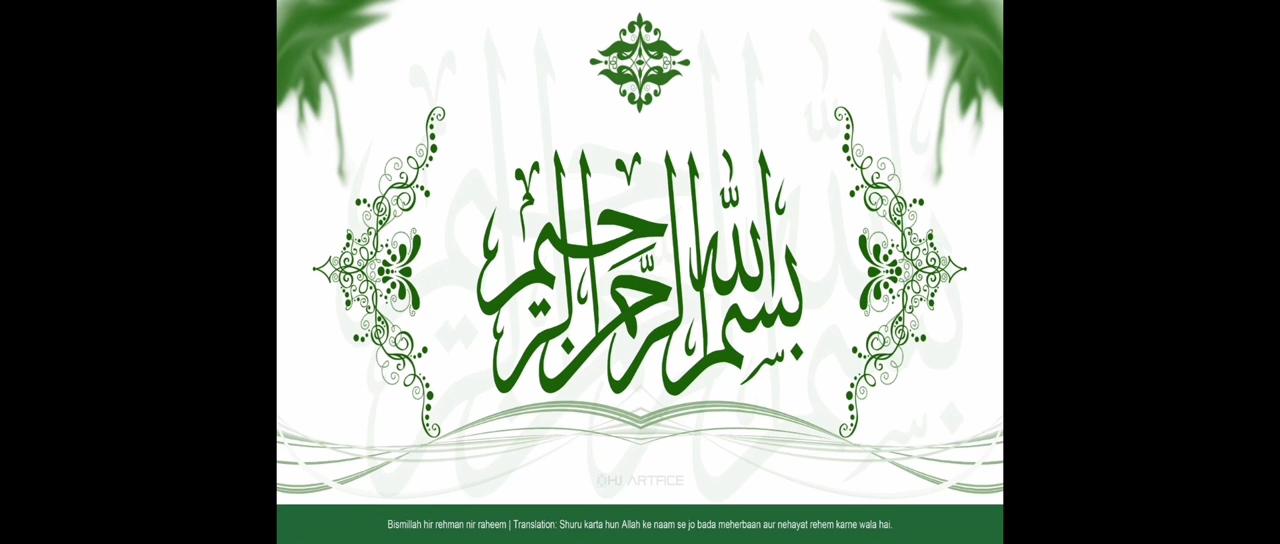 بسم الله الرحمن الرحيم
HJ ARTFICE
Bismillah hir rehman nir raheem | Translation: Shuru karta hun Allah ke naam se jo bada meherbaan aur nehayat rehem karne wala hai.